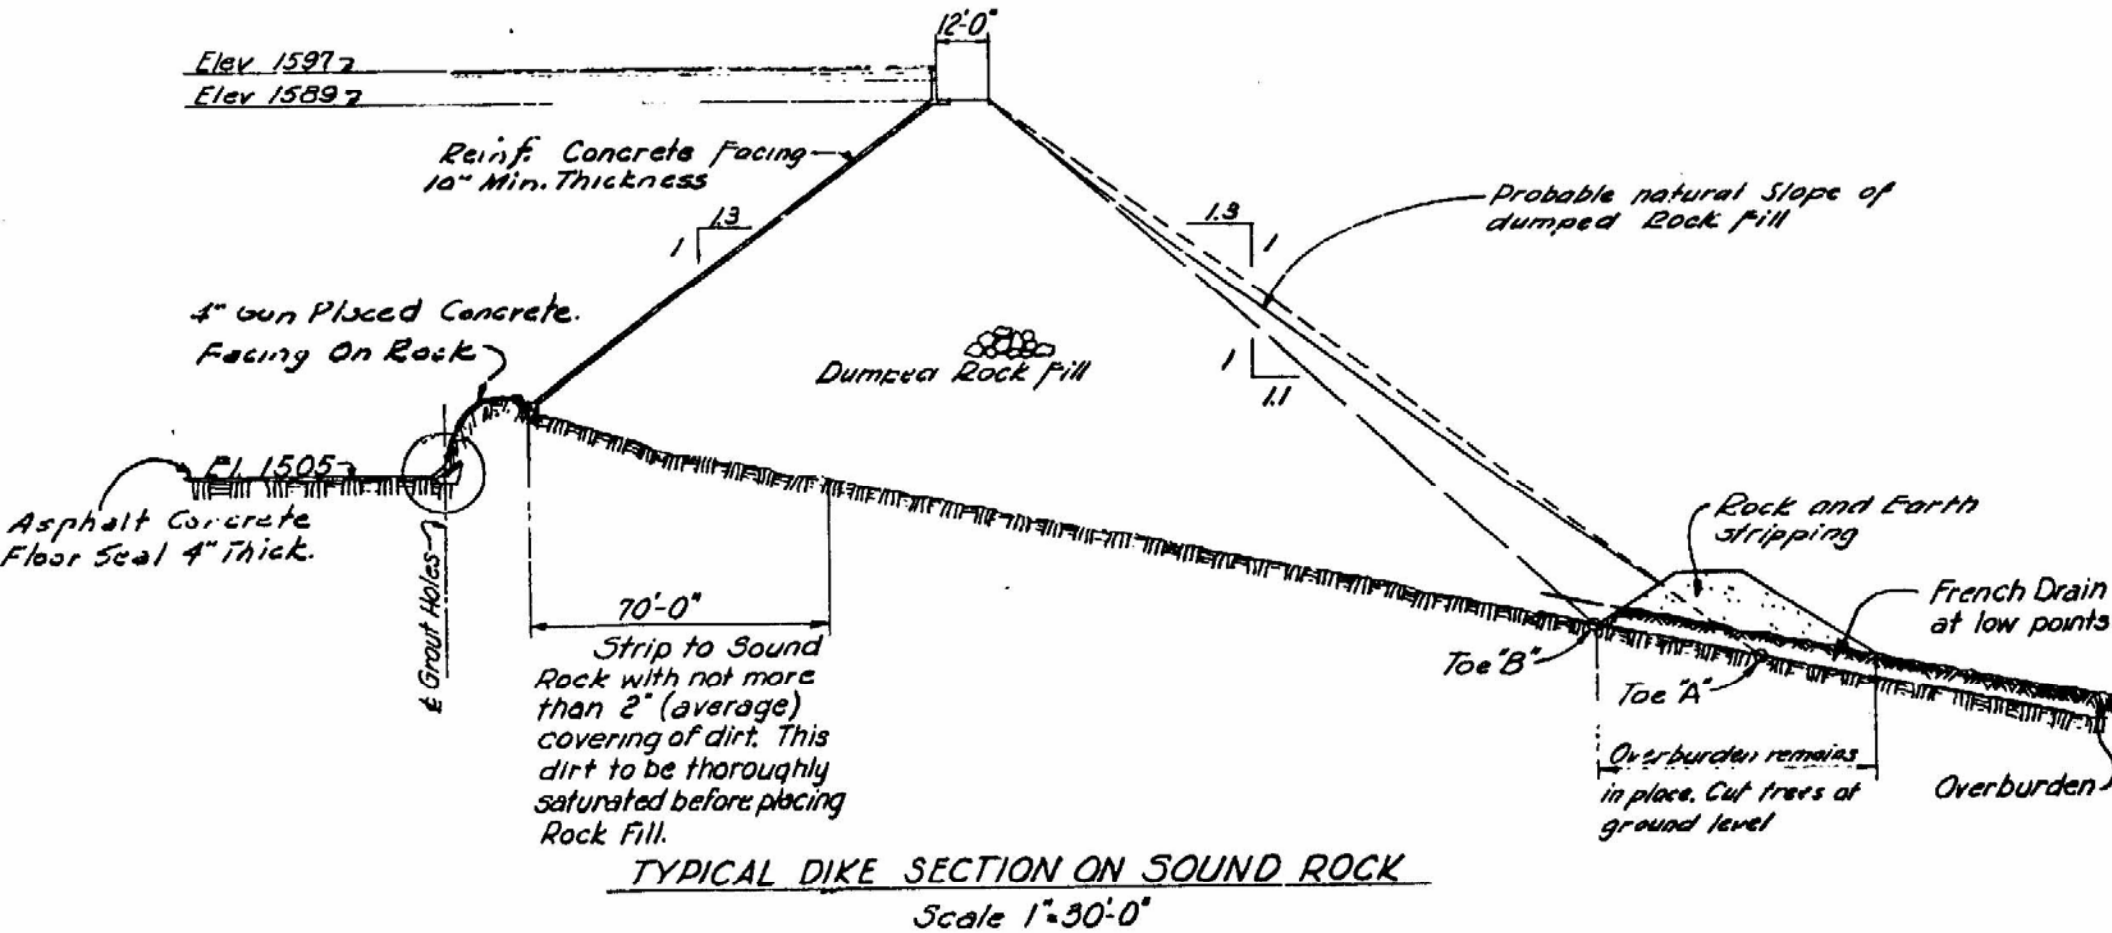 12'-0"
Elev 1597
Elev 1589
Reinf. Concrete Facing
10" Min. Thickness
1.3
1
1.3
1
Probable natural Slope of
dumped Rock Fill
4" Gun Placed Concrete.
Facing On Rock
Dumped Rock Fill
1
1.1
El. 1505
Asphalt Concrete
Floor Seal 4" Thick.
Rock and Earth
stripping
French Drain
at low points
₵ Grout Holes
70'-0"
Strip to Sound
Rock with not more
than 2" (average)
covering of dirt. This
dirt to be thoroughly
saturated before placing
Rock Fill.
Toe "B"
Toe "A"
Overburden remains
in place. Cut trees at
ground level
Overburden
TYPICAL DIKE SECTION ON SOUND ROCK
Scale 1"=30'-0"